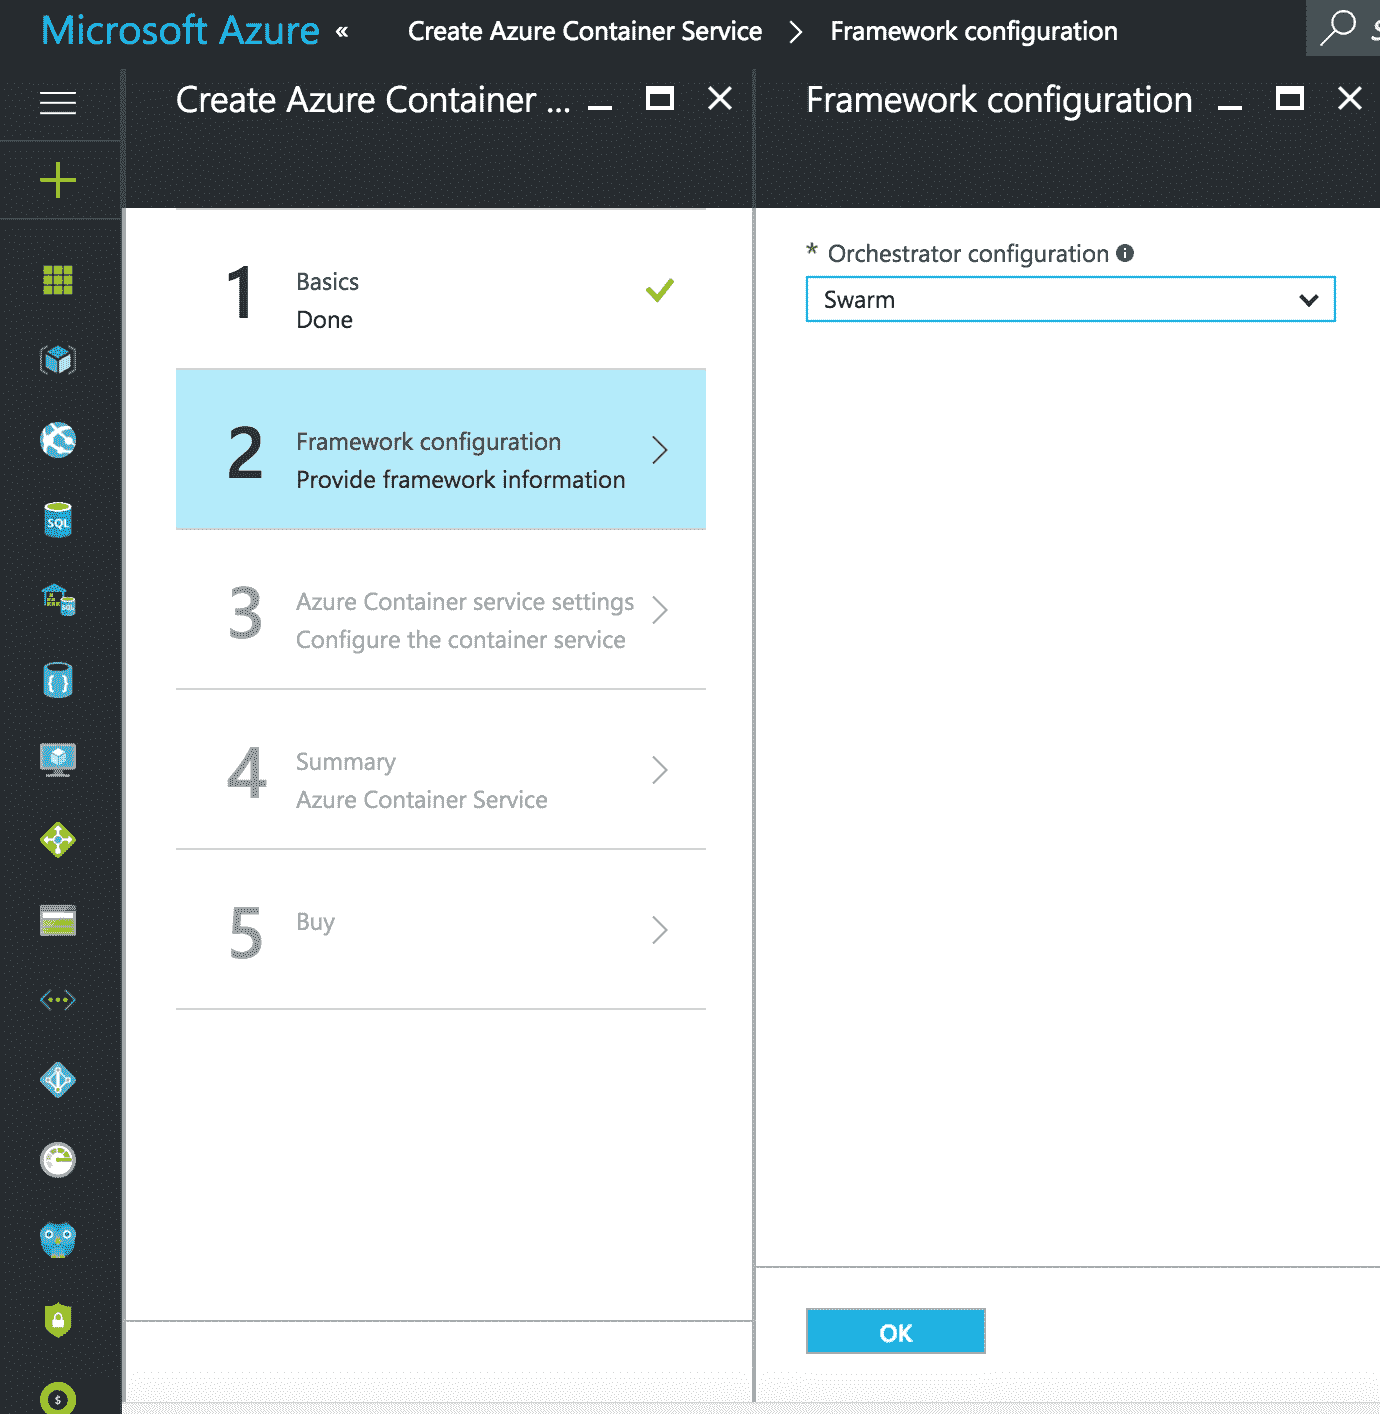 Microsoft Azure «
Create Azure Container Service > Framework configuration
Create Azure Container ...
Framework configuration
1
Basics
Done
2
Framework configuration
Provide framework information
3
Azure Container service settings
Configure the container service
4
Summary
Azure Container Service
5
Buy
* Orchestrator configuration
Swarm
OK
SQL
SQL
{ }
$